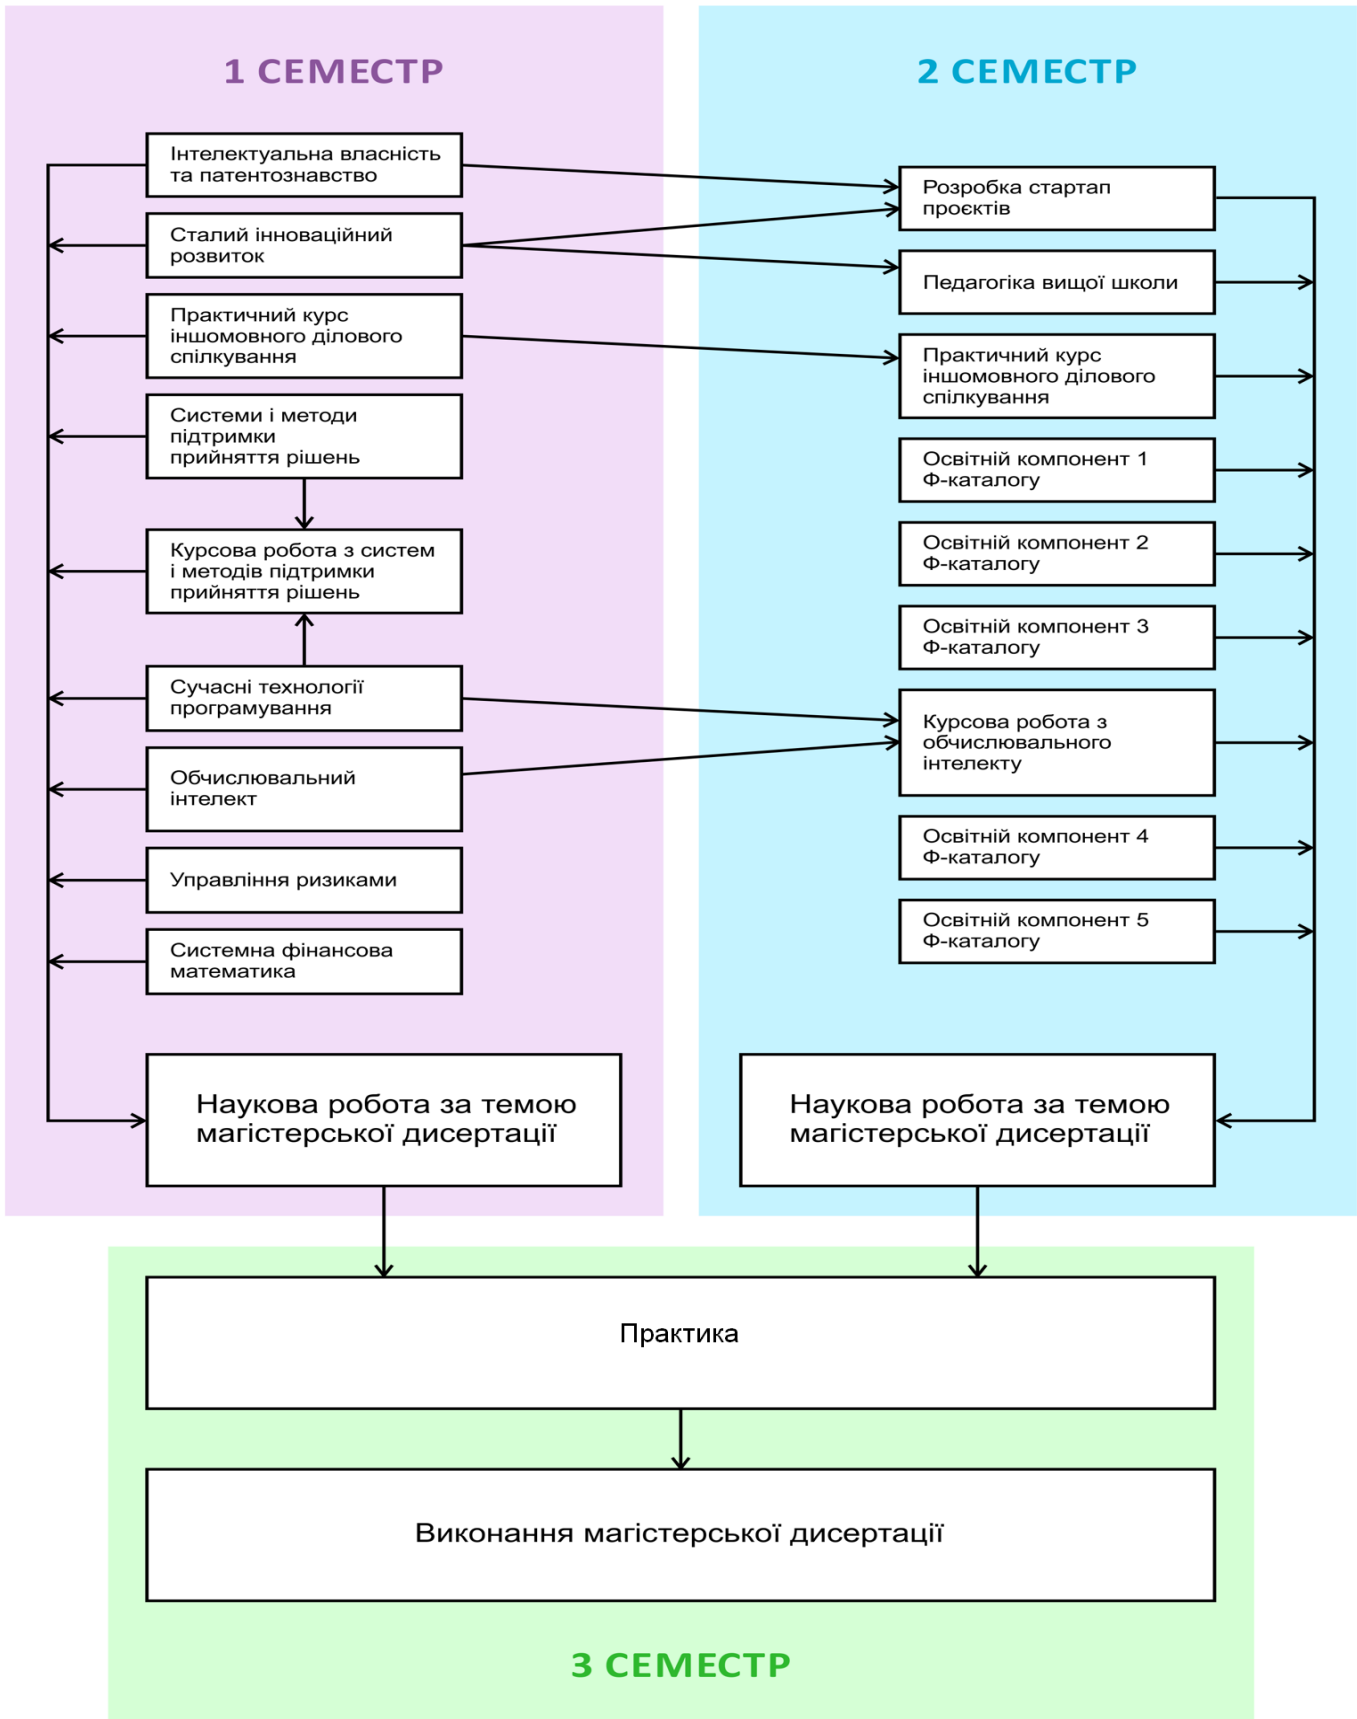 1 СЕМЕСТР
Інтелектуальна власність
та патентознавство
Сталий інноваційний
розвиток
Практичний курс
іншомовного ділового
спілкування
Системи і методи
підтримки
прийняття рішень
Курсова робота з систем
і методів підтримки
прийняття рішень
Сучасні технології
програмування
Обчислювальний
інтелект
Управління ризиками
Системна фінансова
математика
Наукова робота за темою
магістерської дисертації
2 СЕМЕСТР
Розробка стартап
проєктів
Педагогіка вищої школи
Практичний курс
іншомовного ділового
спілкування
Освітній компонент 1
Ф-каталогу
Освітній компонент 2
Ф-каталогу
Освітній компонент 3
Ф-каталогу
Курсова робота з
обчислювального
інтелекту
Освітній компонент 4
Ф-каталогу
Освітній компонент 5
Ф-каталогу
Наукова робота за темою
магістерської дисертації
Практика
Виконання магістерської дисертації
3 СЕМЕСТР